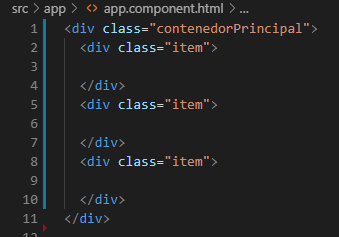 src > app > <> app.component.html > ...
1 <div class="contenedorPrincipal">
2 <div class="item">
3
4 </div>
5 <div class="item">
6
7 </div>
8 <div class="item">
9
10 </div>
11 </div>
12